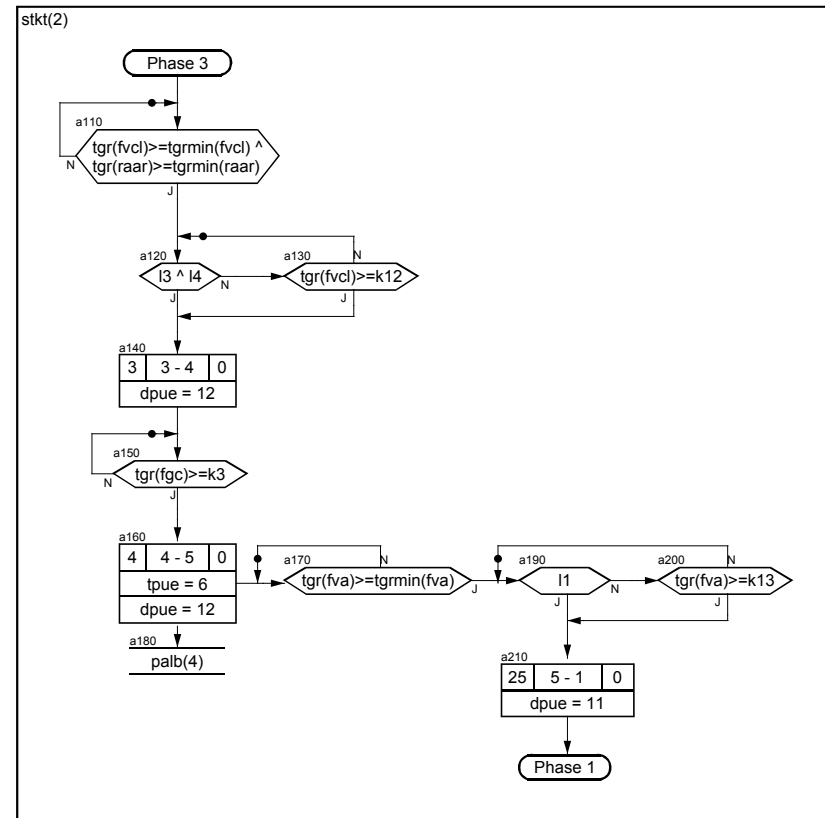 stkt(2)
Phase 3
a110
tgr(fvcl)>=tgrmin(fvcl) ^
tgr(raar)>=tgrmin(raar)
N
J
a120
l3 ^ l4
N
J
a130
N
tgr(fvcl)>=k12
J
a140
3 3 - 4 0
dpue = 12
a150
tgr(fgc)>=k3
N
J
a160
4 4 - 5 0
tpue = 6
dpue = 12
a170
N
tgr(fva)>=tgrmin(fva)
J
a190
l1
N
J
a200
N
tgr(fva)>=k13
J
a180
palb(4)
a210
25 5 - 1 0
dpue = 11
Phase 1